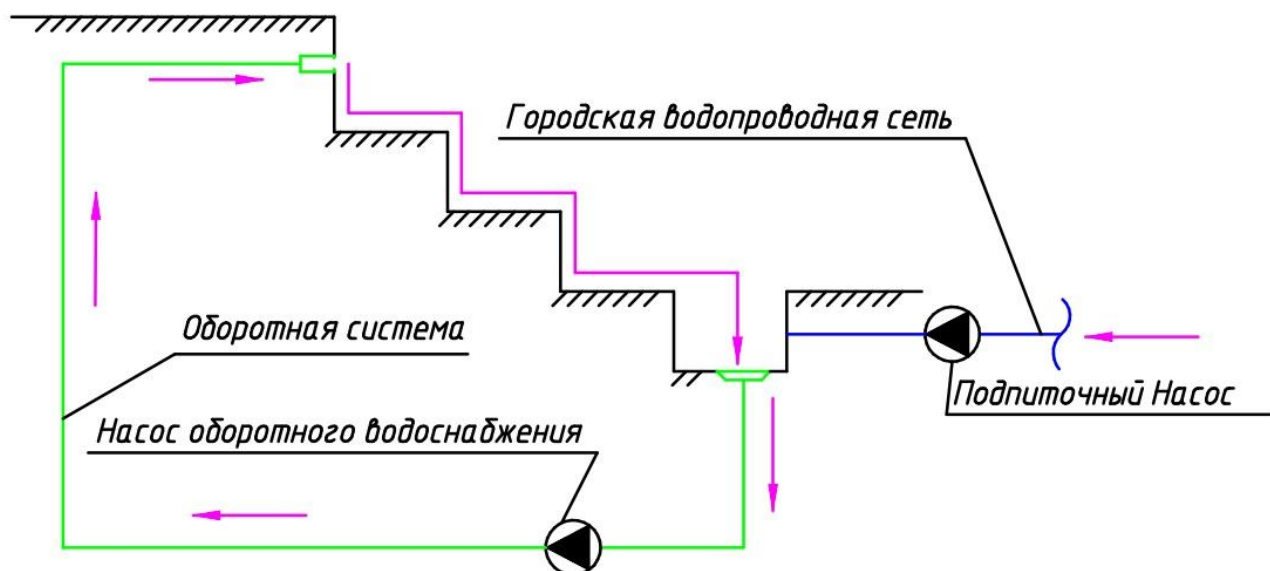 Городская водопроводная сеть
Оборотная система
Подпиточный Насос
Насос оборотного водоснабжения